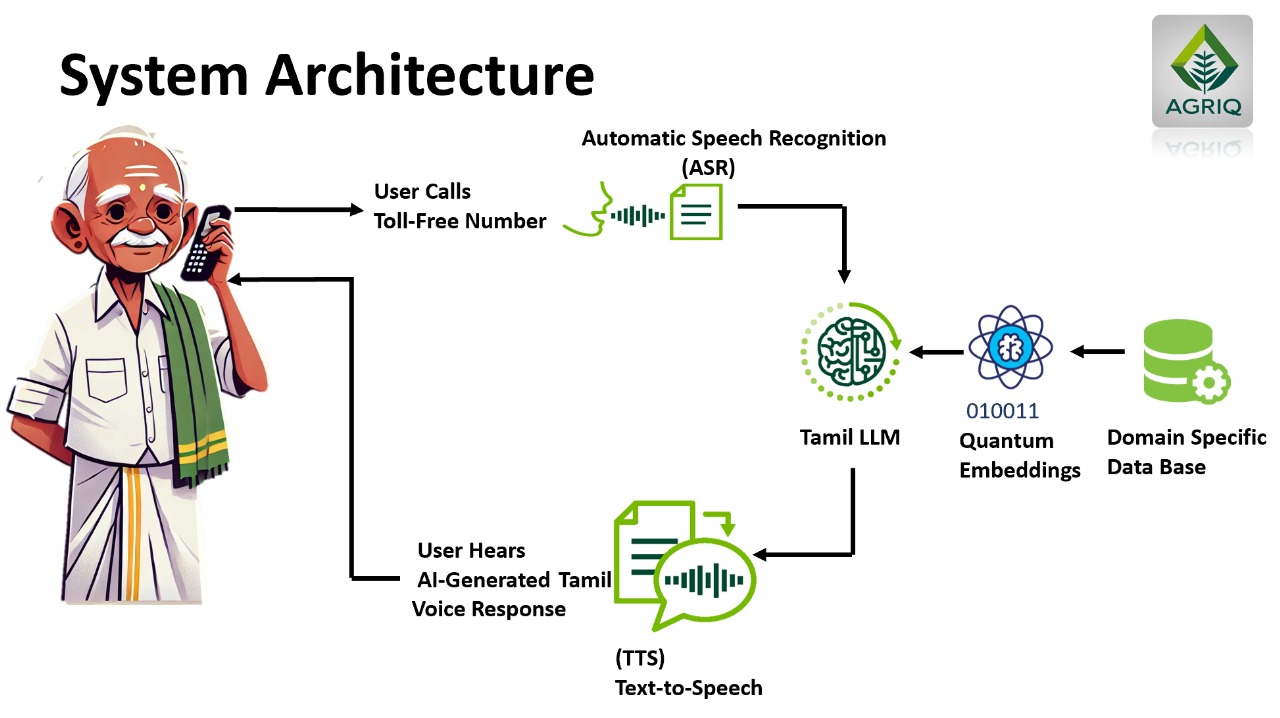 System Architecture
AGRIQ
Automatic Speech Recognition
(ASR)
User Calls
Toll-Free Number
010011
Tamil LLM
Quantum
Embeddings
Domain Specific
Data Base
User Hears
AI-Generated Tamil
Voice Response
(TTS)
Text-to-Speech